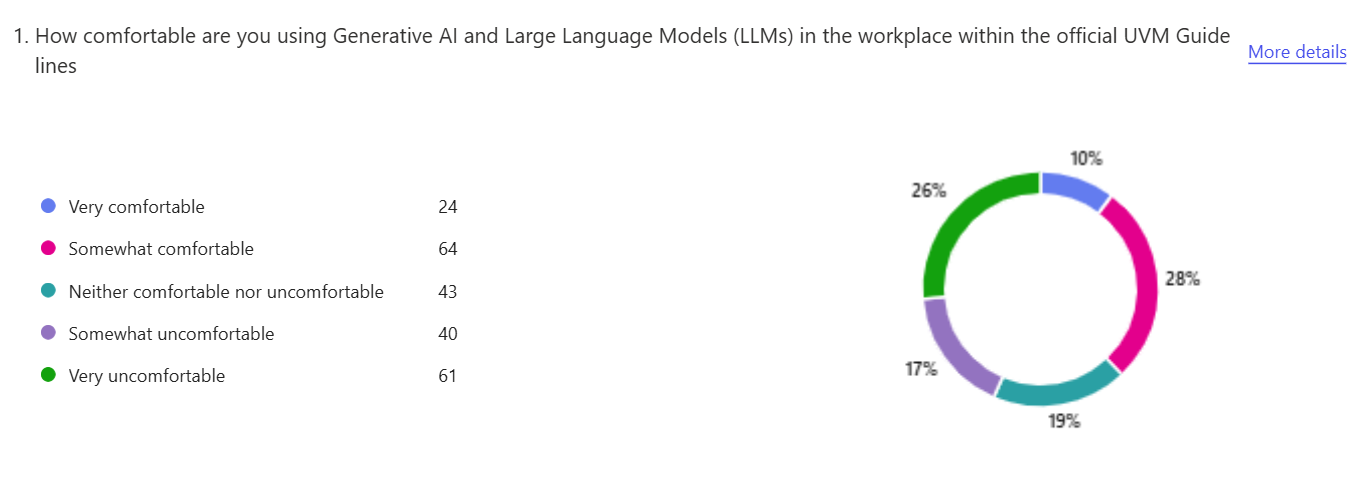 1. How comfortable are you using Generative AI and Large Language Models (LLMs) in the workplace within the official UVM Guide
lines
More details
Very comfortable 24
Somewhat comfortable 64
Neither comfortable nor uncomfortable 43
Somewhat uncomfortable 40
Very uncomfortable 61
10%
26%
28%
17%
19%